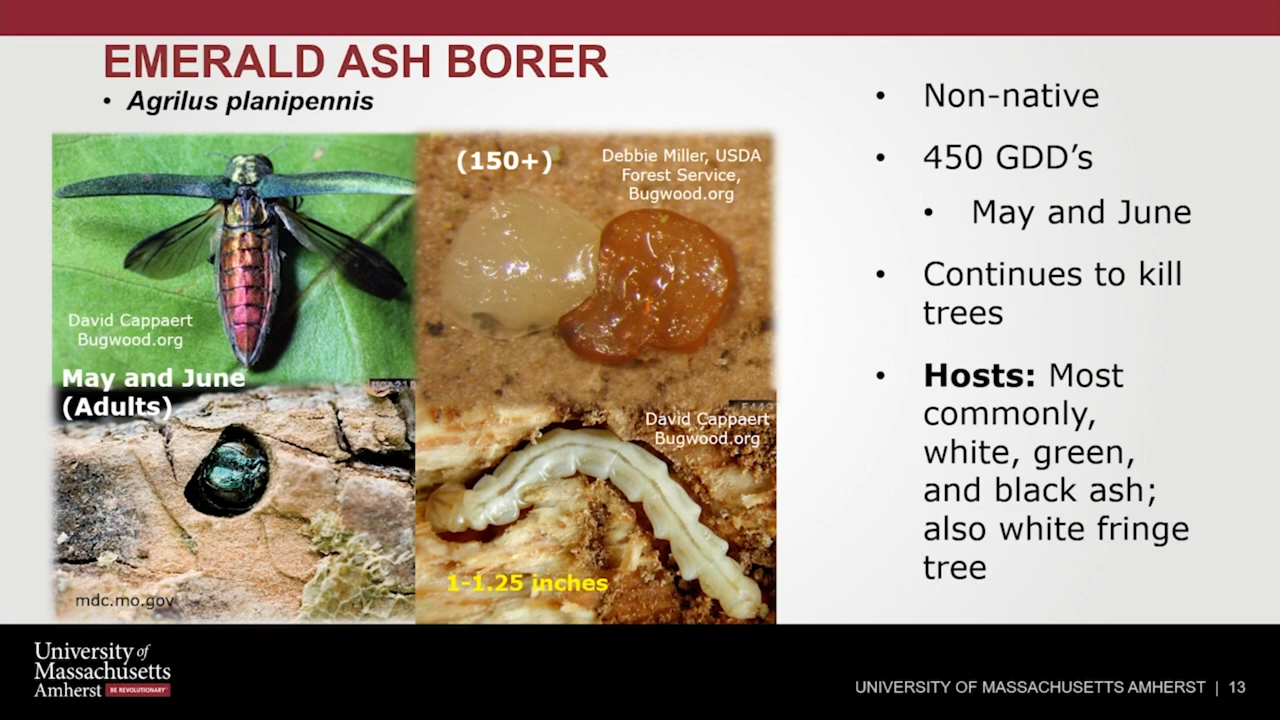 EMERALD ASH BORER
• Agrilus planipennis
David Cappaert
Bugwood.org
May and June
(Adults)
mdc.mo.gov
(150+)
Debbie Miller, USDA
Forest Service,
Bugwood.org
David Cappaert
Bugwood.org
1-1.25 inches
• Non-native
• 450 GDD’s
• May and June
• Continues to kill
trees
• Hosts: Most
commonly,
white, green,
and black ash;
also white fringe
tree
University of
Massachusetts
Amherst BE REVOLUTIONARY™
UNIVERSITY OF MASSACHUSETTS AMHERST | 13